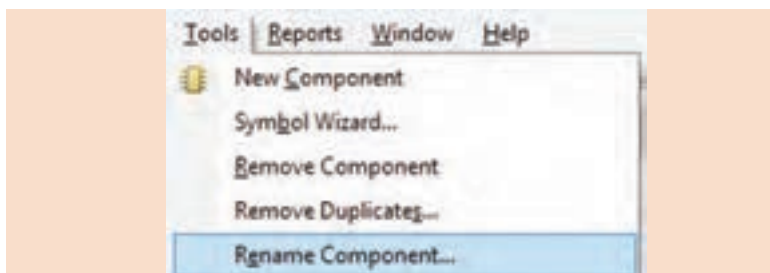 Tools Reports Window Help
New Component
Symbol Wizard...
Remove Component
Remove Duplicates...
Rename Component...